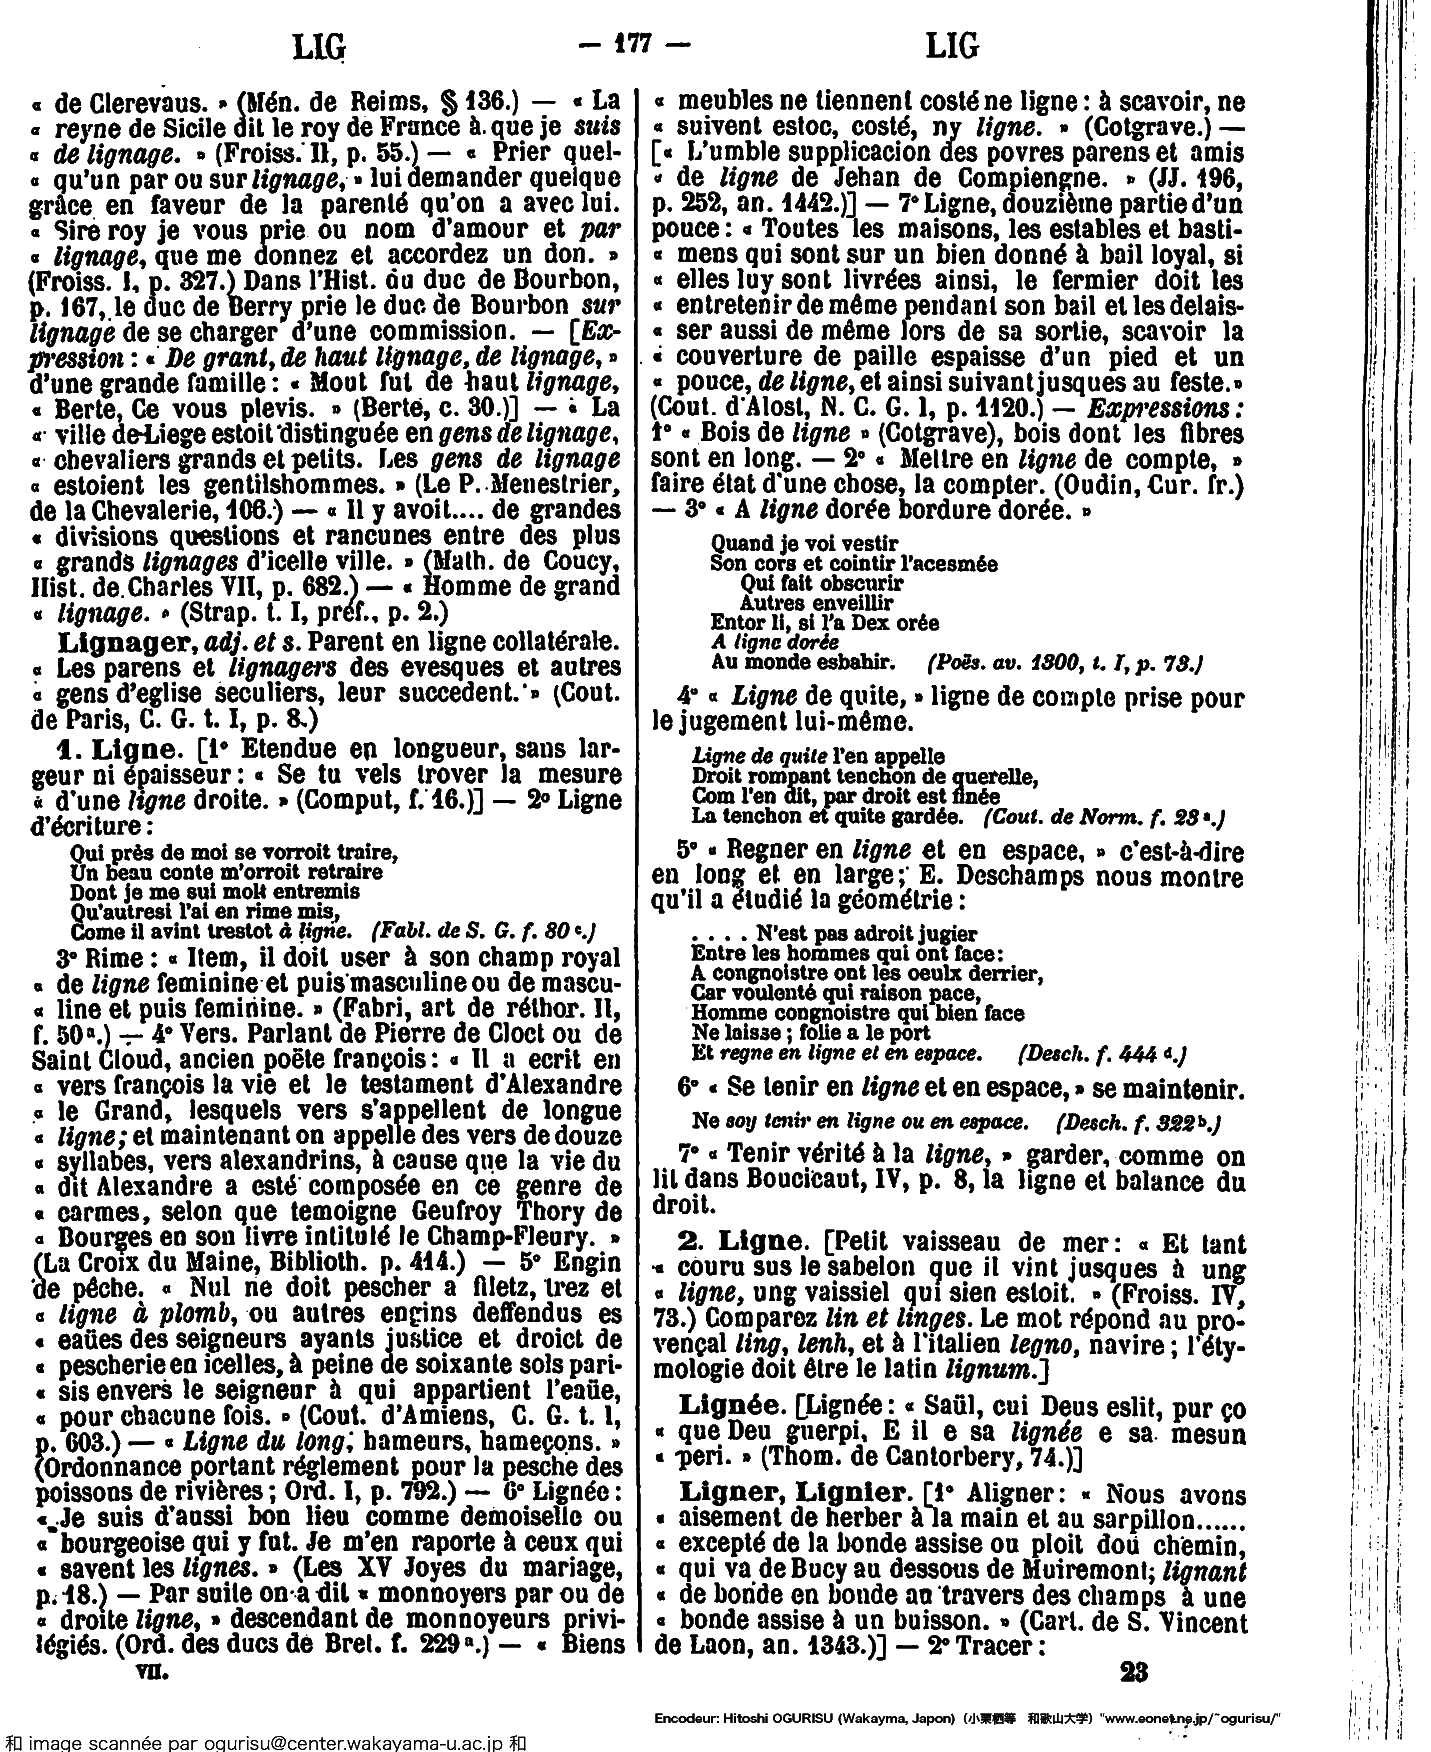 LIG — 177 — LIG
« de Clerevaus. » (Mén. de Reims, § 136.) — « La
« reyne de Sicile dit le roy de France à que je suis
« de lignage. » (Froiss. II, p. 55.) — « Prier quel-
« qu'un par ou sur lignage, » lui demander quelque
grâce en faveur de la parenté qu'on a avec lui.
« Sire roy je vous prie ou nom d'amour et par
« lignage, que me donnez et accordez un don. »
(Froiss. I, p. 327.) Dans l'Hist. du duc de Bourbon,
p. 167, le duc de Berry prie le duc de Bourbon sur
lignage de se charger d'une commission. — [Ex-
pression : « De grant, de haut lignage, de lignage, »
d'une grande famille : « Mout fut de haut lignage,
« Berte, Ce vous plevis. » (Berte, c. 30.)] — « La
« ville de Liege estoit distinguée en gens de lignage,
« chevaliers grands et petits. Les gens de lignage
« estoient les gentilshommes. » (Le P. Menestrier,
de la Chevalerie, 106.) — « Il y avoit.... de grandes
« divisions questions et rancunes entre des plus
« grands lignages d'icelle ville. » (Math. de Coucy,
Hist. de Charles VII, p. 682.) — « Homme de grand
« lignage. » (Strap. t. I, préf., p. 2.)
Lignager, adj. et s. Parent en ligne collatérale.
« Les parens et lignagers des evesques et autres
« gens d'eglise seculiers, leur succedent. » (Cout.
de Paris, C. G. t. I, p. 8.)
1. Ligne. [1° Etendue en longueur, sans lar-
geur ni épaisseur : « Se tu vels trover la mesure
« d'une ligne droite. » (Comput, f. 16.)] — 2° Ligne
d'écriture :
Qui près de moi se vorroit traire,
Un beau conte m'orroit retraire
Dont je me sui molt entremis
Qu'autresi l'ai en rime mis,
Come il avint trestot à ligne. (Fabl. de S. G. f. 80 c.)
3° Rime : « Item, il doit user à son champ royal
« de ligne feminine et puis masculine ou de mascu-
« line et puis feminine. » (Fabri, art de réthor. II,
f. 50 a.) — 4° Vers. Parlant de Pierre de Cloct ou de
Saint Cloud, ancien poëte françois : « Il a ecrit en
« vers françois la vie et le testament d'Alexandre
« le Grand, lesquels vers s'appellent de longue
« ligne; et maintenant on appelle des vers de douze
« syllabes, vers alexandrins, à cause que la vie du
« dit Alexandre a esté composée en ce genre de
« carmes, selon que temoigne Geufroy Thory de
« Bourges en son livre intitulé le Champ-Fleury. »
(La Croix du Maine, Biblioth. p. 414.) — 5° Engin
de pêche. « Nul ne doit pescher a filetz, trez et
« ligne à plomb, ou autres engins deffendus es
« eaües des seigneurs ayants justice et droict de
« pescherie en icelles, à peine de soixante sols pari-
« sis envers le seigneur à qui appartient l'eaüe,
« pour chacune fois. » (Cout. d'Amiens, C. G. t. I,
p. 603.) — « Ligne du long; hameurs, hameçons. »
(Ordonnance portant réglement pour la pesche des
poissons de rivières ; Ord. I, p. 792.) — 6° Lignée :
« Je suis d'aussi bon lieu comme demoiselle ou
« bourgeoise qui y fut. Je m'en raporte à ceux qui
« savent les lignes. » (Les XV Joyes du mariage,
p. 18.) — Par suite on a dit « monnoyers par ou de
« droite ligne, » descendant de monnoyeurs privi-
légiés. (Ord. des ducs de Bret. f. 229 a.) — « Biens
VII.
« meubles ne tiennent costé ne ligne : à scavoir, ne
« suivent estoc, costé, ny ligne. » (Cotgrave.) —
[« L'umble supplicacion des povres parens et amis
« de ligne de Jehan de Compiengne. » (JJ. 196,
p. 252, an. 1442.)] — 7° Ligne, douzième partie d'un
pouce : « Toutes les maisons, les estables et basti-
« mens qui sont sur un bien donné à bail loyal, si
« elles luy sont livrées ainsi, le fermier doit les
« entretenir de même pendant son bail et les delais-
« ser aussi de même lors de sa sortie, scavoir la
« couverture de paille espaisse d'un pied et un
« pouce, de ligne, et ainsi suivant jusques au feste. »
(Cout. d'Alost, N. C. G. I, p. 1120.) — Expressions :
1° « Bois de ligne » (Cotgrave), bois dont les fibres
sont en long. — 2° « Mettre en ligne de compte, »
faire état d'une chose, la compter. (Oudin, Cur. fr.)
— 3° « A ligne dorée bordure dorée. »
Quand je voi vestir
Son cors et cointir l'acesmée
Qui fait obscurir
Autres enveillir
Entor li, si l'a Dex orée
A ligne dorée
Au monde esbahir. (Poës. av. 1300, t. I, p. 73.)
4° « Ligne de quite, » ligne de compte prise pour
le jugement lui-même.
Ligne de quite l'en appelle
Droit rompant tenchon de querelle,
Com l'en dit, par droit est finée
La tenchon et quite gardée. (Cout. de Norm. f. 23 a.)
5° « Regner en ligne et en espace, » c'est-à-dire
en long et en large ; E. Deschamps nous montre
qu'il a étudié la géométrie :
. . . . N'est pas adroit jugier
Entre les hommes qui ont face :
A congnoistre ont les oeulx derrier,
Car voulenté qui raison pace,
Homme congnoistre qui bien face
Ne laisse ; folie a le port
Et regne en ligne et en espace. (Desch. f. 444 d.)
6° « Se tenir en ligne et en espace, » se maintenir.
Ne soy tenir en ligne ou en espace. (Desch. f. 322 b.)
7° « Tenir vérité à la ligne, » garder, comme on
lit dans Boucicaut, IV, p. 8, la ligne et balance du
droit.
2. Ligne. [Petit vaisseau de mer : « Et tant
« couru sus le sabelon que il vint jusques à ung
« ligne, ung vaissiel qui sien estoit. » (Froiss. IV,
73.) Comparez lin et linges. Le mot répond au pro-
vençal ling, lenh, et à l'italien legno, navire ; l'éty-
mologie doit être le latin lignum.]
Lignée. [Lignée : « Saül, cui Deus eslit, pur ço
« que Deu guerpi, E il e sa lignée e sa mesun
« peri. » (Thom. de Cantorbery, 74.)]
Ligner, Lignier. [1° Aligner : « Nous avons
« aisement de herber à la main et au sarpillon......
« excepté de la bonde assise ou ploit dou chemin,
« qui va de Bucy au dessous de Muiremont; lignant
« de bonde en bonde au travers des champs à une
« bonde assise à un buisson. » (Cart. de S. Vincent
de Laon, an. 1343.)] — 2° Tracer :
23
Encodeur: Hitoshi OGURISU (Wakayma, Japon) (小栗栖等 和歌山大学) "www.eonet.ne.jp/~ogurisu/"
和 image scannée par ogurisu@center.wakayama-u.ac.jp 和